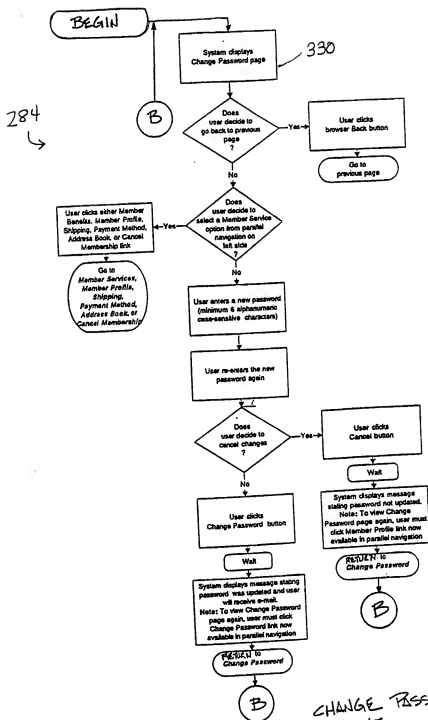 BEGIN
System displays
Change Password page
330
B
284
Does
user decide to
go back to previous
page
?
Yes
User clicks
browser Back button
Go to
previous page
No
Does
user decide to
select a Member Service
option from parallel
navigation on
left side
?
Yes
User clicks either Member
Benefits, Member Profile,
Shipping, Payment Method,
Address Book, or Cancel
Membership link
Go to
Member Services,
Member Profile,
Shipping,
Payment Method,
Address Book, or
Cancel Membership
No
User enters a new password
(minimum 6 alphanumeric
case-sensitive characters)
User re-enters the new
password again
Does
user decide to
cancel changes
?
Yes
User clicks
Cancel button
Wait
System displays message
stating password not updated.
Note: To view Change
Password page again, user must
click Member Profile link now
available in parallel navigation
RETURN to
Change Password
B
No
User clicks
Change Password button
Wait
System displays message stating
password was updated and user
will receive e-mail.
Note: To view Change Password
page again, user must click
Change Password link now
available in parallel navigation
RETURN to
Change Password
B
CHANGE PASS